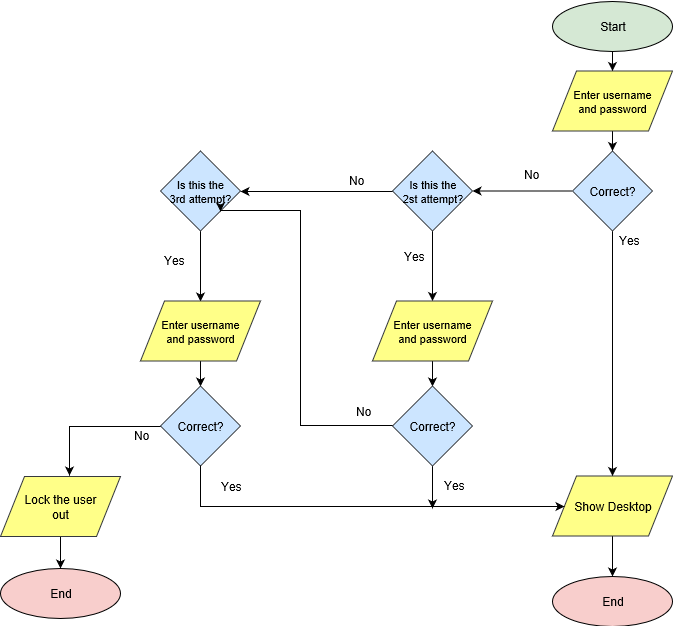 Start
Enter username
and password
Correct?
No
Yes
Is this the
2st attempt?
No
Yes
Is this the
3rd attempt?
Yes
Enter username
and password
Enter username
and password
Correct?
No
Yes
Correct?
No
Yes
Lock the user
out
Show Desktop
End
End